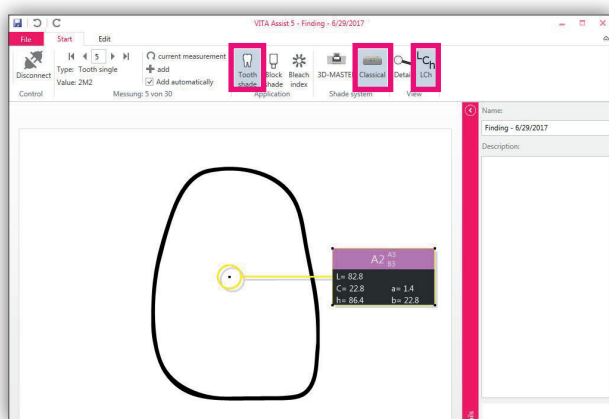 VITA Assist 5 - Finding - 6/29/2017
File Start Edit
Disconnect
5
Type: Tooth single
Value: 2M2
current measurement
add
Add automatically
Tooth shade
Block shade
Bleach index
3D-MASTER
Classical
Detail
LCh
LCh
Control
Messung: 5 von 30
Application
Shade system
View
Name:
Finding - 6/29/2017
Description:
A2 A3
B3
L= 82.8
C= 22.8 a= 1.4
h= 86.4 b= 22.8